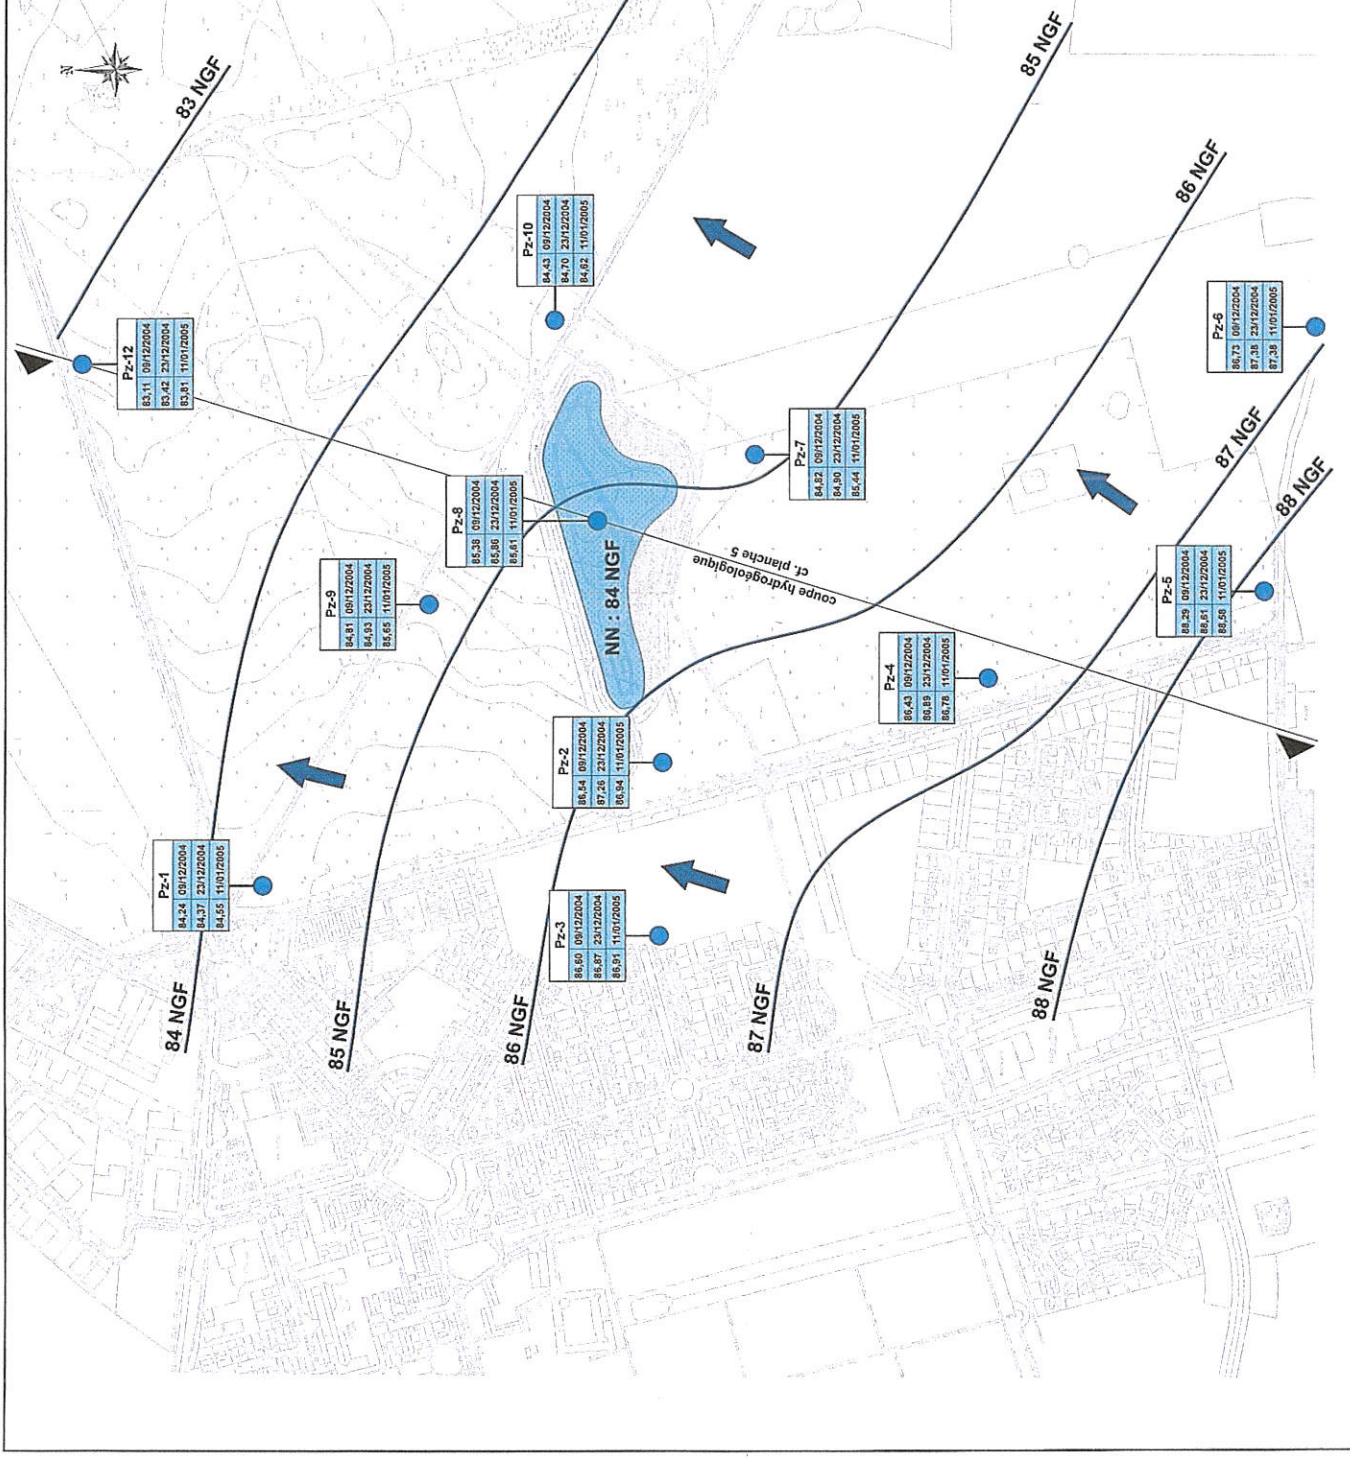 N
83 NGF
Pz-12
83,11 09/12/2004
83,42 23/12/2004
83,81 11/01/2005
85 NGF
86 NGF
Pz-10
84,43 09/12/2004
84,70 23/12/2004
84,62 11/01/2005
Pz-6
86,73 09/12/2004
87,38 23/12/2004
87,38 11/01/2005
Pz-8
85,38 09/12/2004
85,86 23/12/2004
85,61 11/01/2005
Pz-7
84,82 09/12/2004
84,90 23/12/2004
85,44 11/01/2005
87 NGF
88 NGF
Pz-9
84,81 09/12/2004
84,93 23/12/2004
85,65 11/01/2005
NN : 84 NGF
coupe hydrogéologique
cf. planche 5
Pz-5
88,29 09/12/2004
88,61 23/12/2004
88,58 11/01/2005
Pz-4
86,43 09/12/2004
86,89 23/12/2004
86,78 11/01/2005
Pz-2
86,54 09/12/2004
87,26 23/12/2004
86,94 11/01/2005
Pz-1
84,24 09/12/2004
84,37 23/12/2004
84,55 11/01/2005
Pz-3
86,60 09/12/2004
86,87 23/12/2004
86,91 11/01/2005
84 NGF
85 NGF
86 NGF
87 NGF
88 NGF